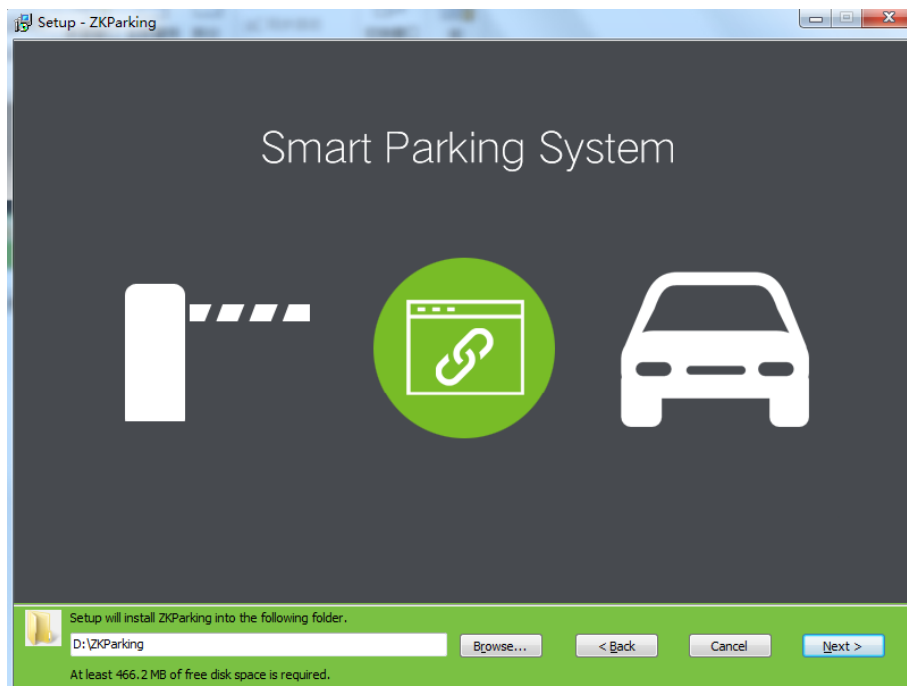 Setup - ZKParking
Smart Parking System
Setup will install ZKParking into the following folder.
D:\ZKParking
Browse...
< Back
Cancel
Next >
At least 466.2 MB of free disk space is required.